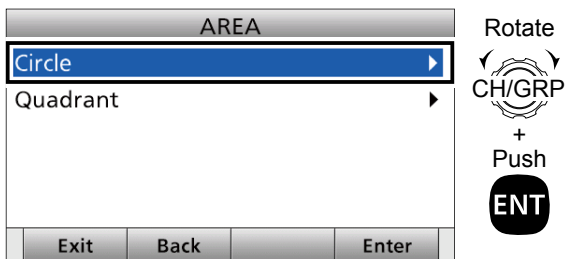 AREA
Circle
Quadrant
Exit Back Enter
Rotate
CH/GRP
+
Push
ENT